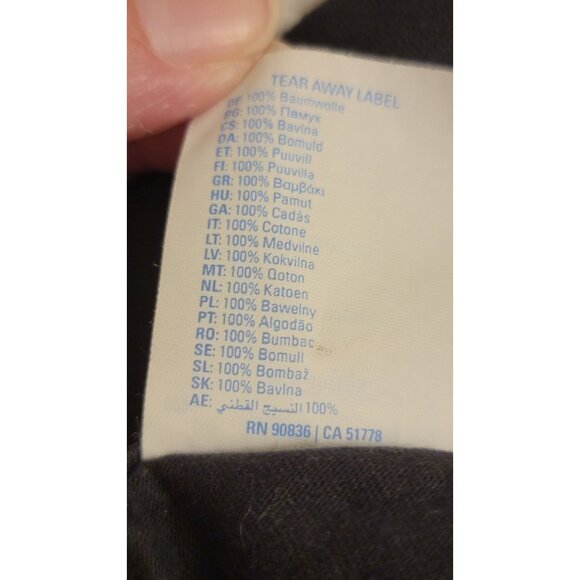 TEAR AWAY LABEL
DE: 100% Baumwolle
BG: 100% Памук
CS: 100% Bavlna
DA: 100% Bomuld
ET: 100% Puuvill
FI: 100% Puuvilla
GR: 100% Βαμβάκι
HU: 100% Pamut
GA: 100% Cadás
IT: 100% Cotone
LT: 100% Medvilnė
LV: 100% Kokvilna
MT: 100% Qoton
NL: 100% Katoen
PL: 100% Bawełny
PT: 100% Algodão
RO: 100% Bumbac
SE: 100% Bomull
SL: 100% Bombaž
SK: 100% Bavlna
AE: 100% النسيج القطني
RN 90836 | CA 51778